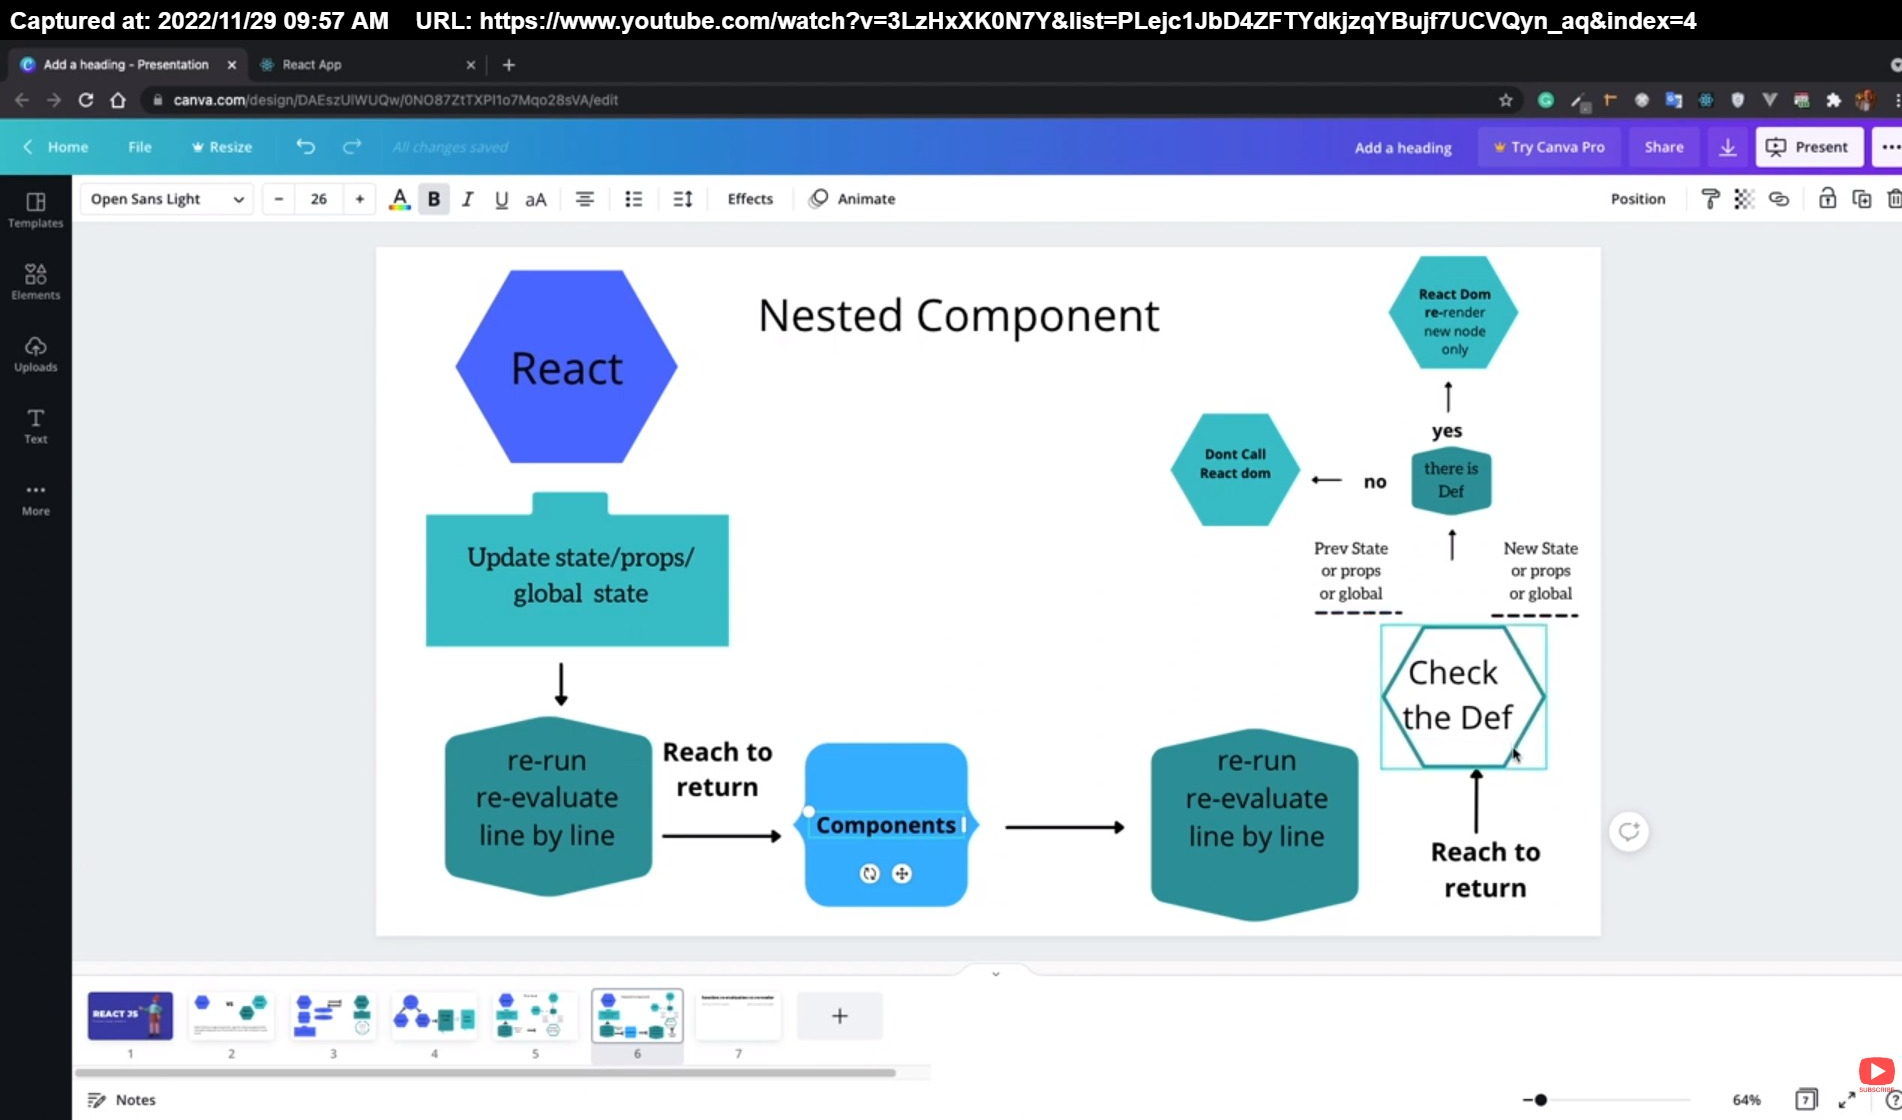 Captured at: 2022/11/29 09:57 AM URL: https://www.youtube.com/watch?v=3LzHxXK0N7Y&list=PLejc1JbD4ZFTYdkjzqYBujf7UCVQyn_aq&index=4
Add a heading - Presentation
React App
canva.com/design/DAEszUlWUQw/0NO87ZtTXPl1o7Mqo28sVA/edit
Home
File
Resize
All changes saved
Add a heading
Try Canva Pro
Share
Present
Open Sans Light
26
A
B
I
U
aA
Effects
Animate
Position
Templates
Elements
Uploads
Text
More
React
Nested Component
React Dom
re-render
new node
only
yes
there is
Def
no
Dont Call
React dom
Prev State
or props
or global
New State
or props
or global
Update state/props/
global state
Check
the Def
re-run
re-evaluate
line by line
Reach to
return
Components
re-run
re-evaluate
line by line
Reach to
return
REACT JS
VS
1
2
3
4
5
6
7
Notes
64%
7
SUBSCRIBE